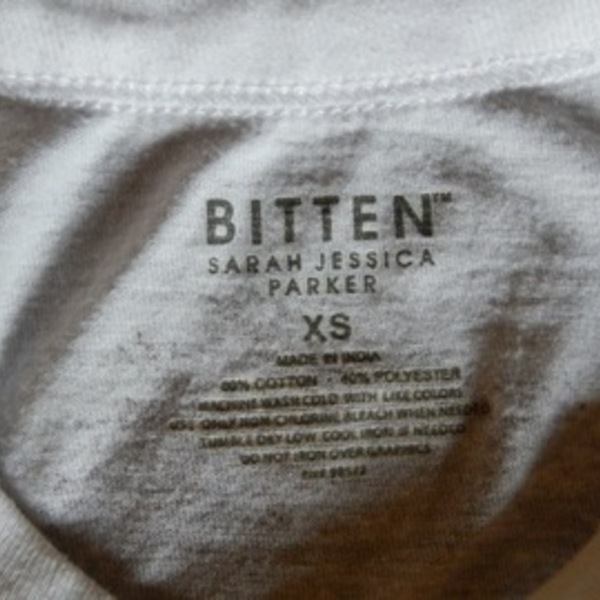 BITTEN™
SARAH JESSICA
PARKER
XS
MADE IN INDIA
60% COTTON - 40% POLYESTER
MACHINE WASH COLD WITH LIKE COLORS
USE ONLY NON-CHLORINE BLEACH WHEN NEEDED
TUMBLE DRY LOW COOL IRON IF NEEDED
DO NOT IRON OVER GRAPHICS